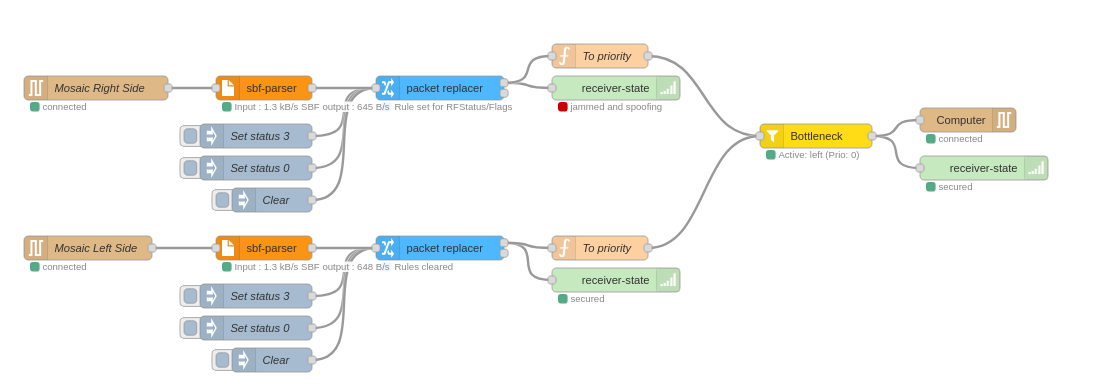 To priority
Mosaic Right Side
sbf-parser
packet replacer
receiver-state
connected
Input : 1.3 kB/s SBF output : 645 B/s
Rule set for RFStatus/Flags
jammed and spoofing
Computer
Set status 3
Bottleneck
connected
Active: left (Prio: 0)
Set status 0
receiver-state
secured
Clear
Mosaic Left Side
sbf-parser
packet replacer
To priority
connected
Input : 1.3 kB/s SBF output : 648 B/s
Rules cleared
receiver-state
Set status 3
secured
Set status 0
Clear